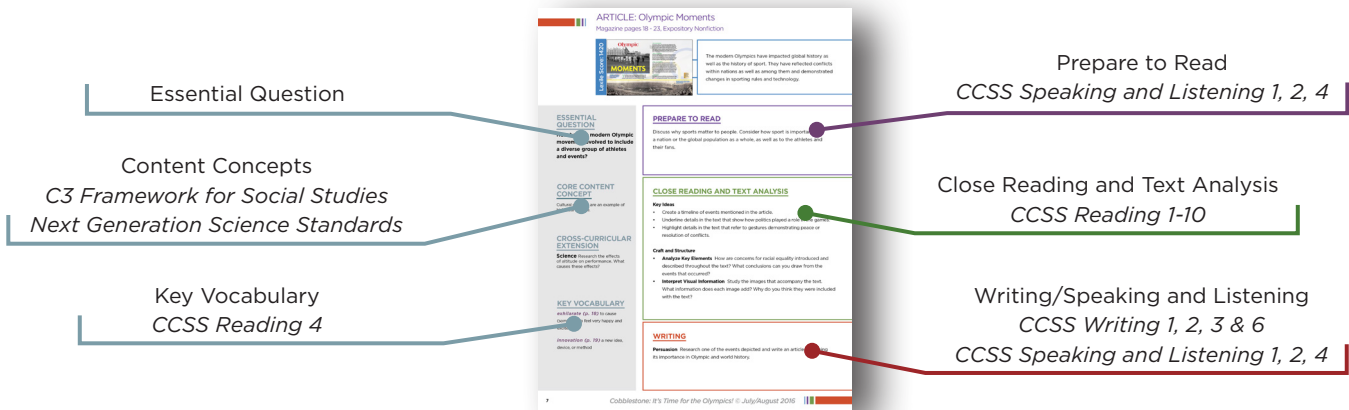 Essential Question
Content Concepts
C3 Framework for Social Studies
Next Generation Science Standards
Key Vocabulary
CCSS Reading 4
ARTICLE: Olympic Moments
Magazine pages 18 - 23, Expository Nonfiction
Lexile Score: 1420
Olympic
MOMENTS
The modern Olympics have impacted global history as
well as the history of sport. They have reflected conflicts
within nations as well as among them and demonstrated
changes in sporting rules and technology.
ESSENTIAL
QUESTION
modern Olympic
to include
a diverse group of athletes
and events?
CORE CONTENT
CONCEPT
are an example of
CROSS-CURRICULAR
EXTENSION
Science Research the effects
of attitude on performance. What
causes these effects?
KEY VOCABULARY
exhilarate (p. 18) to cause
feel very happy and
innovation (p. 19) a new idea,
device, or method
PREPARE TO READ
Discuss why sports matter to people. Consider how sport is
a nation or the global population as a whole, as well as to the athletes and
their fans.
CLOSE READING AND TEXT ANALYSIS
Key Ideas
• Create a timeline of events mentioned in the article.
• Underline details in the text that show how politics played a games.
• Highlight details in the text that refer to gestures demonstrating peace or
resolution of conflicts.
Craft and Structure
• Analyze Key Elements How are concerns for racial equality introduced and
described throughout the text? What conclusions can you draw from the
events that occurred?
• Interpret Visual Information Study the images that accompany the text.
What information does each image add? Why do you think they were included
with the text?
WRITING
Persuasion Research one of the events depicted and write an article
its importance in Olympic and world history.
7 Cobblestone: It's Time for the Olympics! © July/August 2016
Prepare to Read
CCSS Speaking and Listening 1, 2, 4
Close Reading and Text Analysis
CCSS Reading 1-10
Writing/Speaking and Listening
CCSS Writing 1, 2, 3 & 6
CCSS Speaking and Listening 1, 2, 4